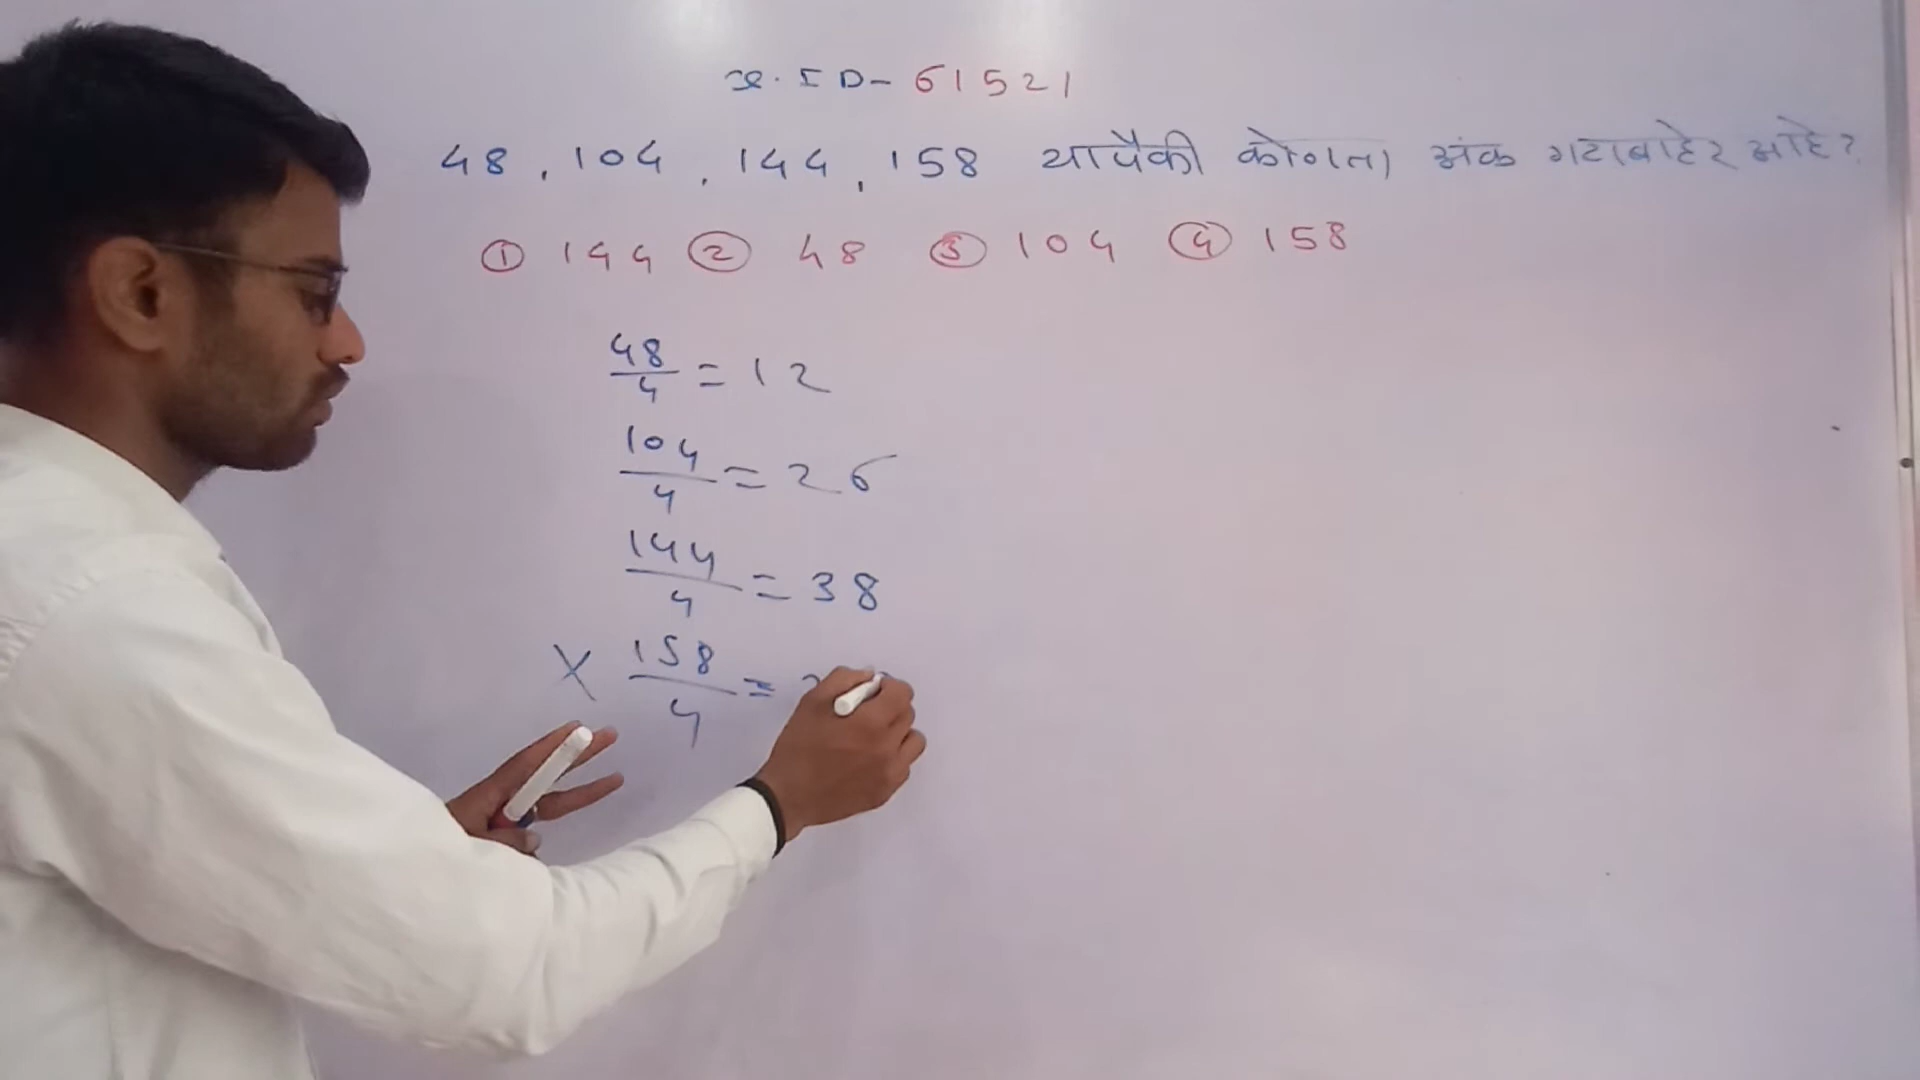 प्र. ID- 61521
48, 104, 144, 158 यापैकी कोणता अंक गटाबाहेर आहे?
① 144 ② 48 ③ 104 ④ 158
48/4 = 12
104/4 = 26
144/4 = 38
X 158/4 =